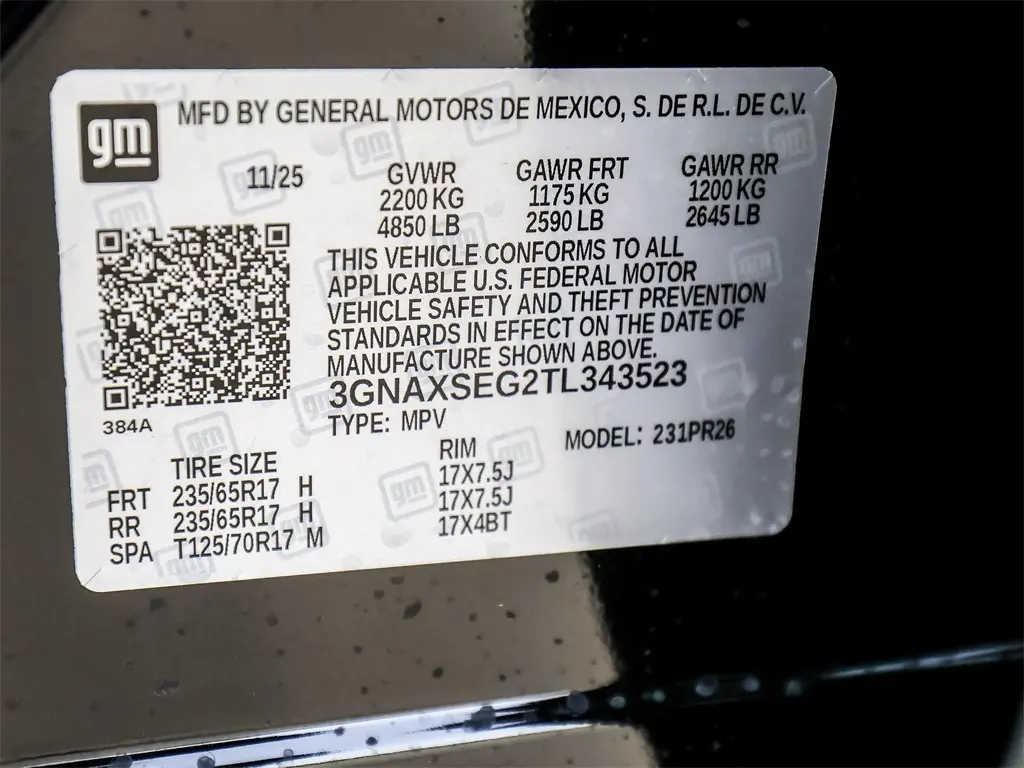 gm
MFD BY GENERAL MOTORS DE MEXICO, S. DE R.L. DE C.V.
11/25 GVWR GAWR FRT GAWR RR
2200 KG 1175 KG 1200 KG
4850 LB 2590 LB 2645 LB
THIS VEHICLE CONFORMS TO ALL
APPLICABLE U.S. FEDERAL MOTOR
VEHICLE SAFETY AND THEFT PREVENTION
STANDARDS IN EFFECT ON THE DATE OF
MANUFACTURE SHOWN ABOVE.
3GNAXSEG2TL343523
384A
TYPE: MPV MODEL: 231PR26
TIRE SIZE RIM
FRT 235/65R17 H 17X7.5J
RR 235/65R17 H 17X7.5J
SPA T125/70R17 M 17X4BT